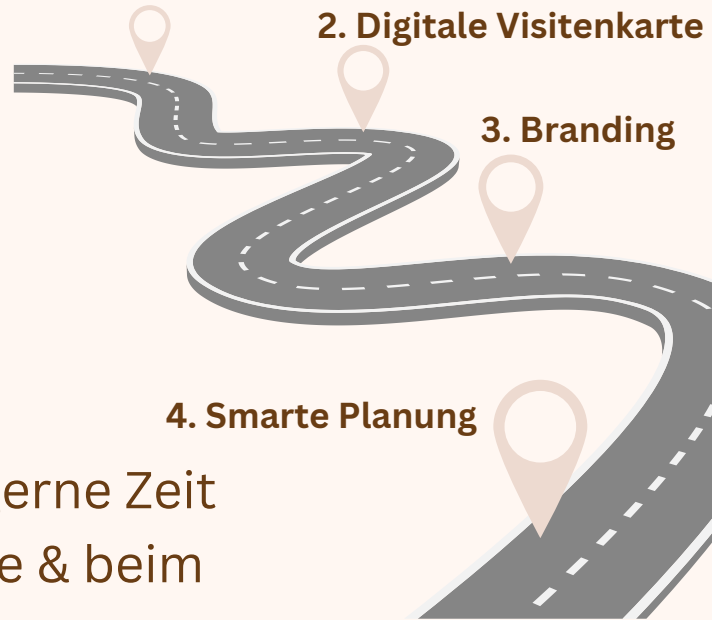 2. Digitale Visitenkarte
3. Branding
4. Smarte Planung
erne Zeit
e & beim